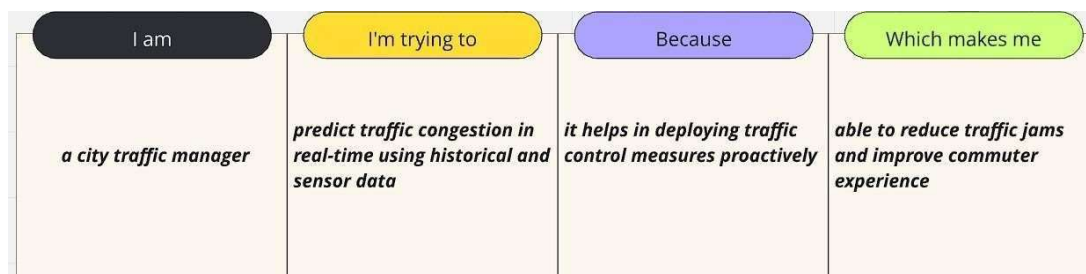 I am
I'm trying to
Because
Which makes me
a city traffic manager
predict traffic congestion in
real-time using historical and
sensor data
it helps in deploying traffic
control measures proactively
able to reduce traffic jams
and improve commuter
experience